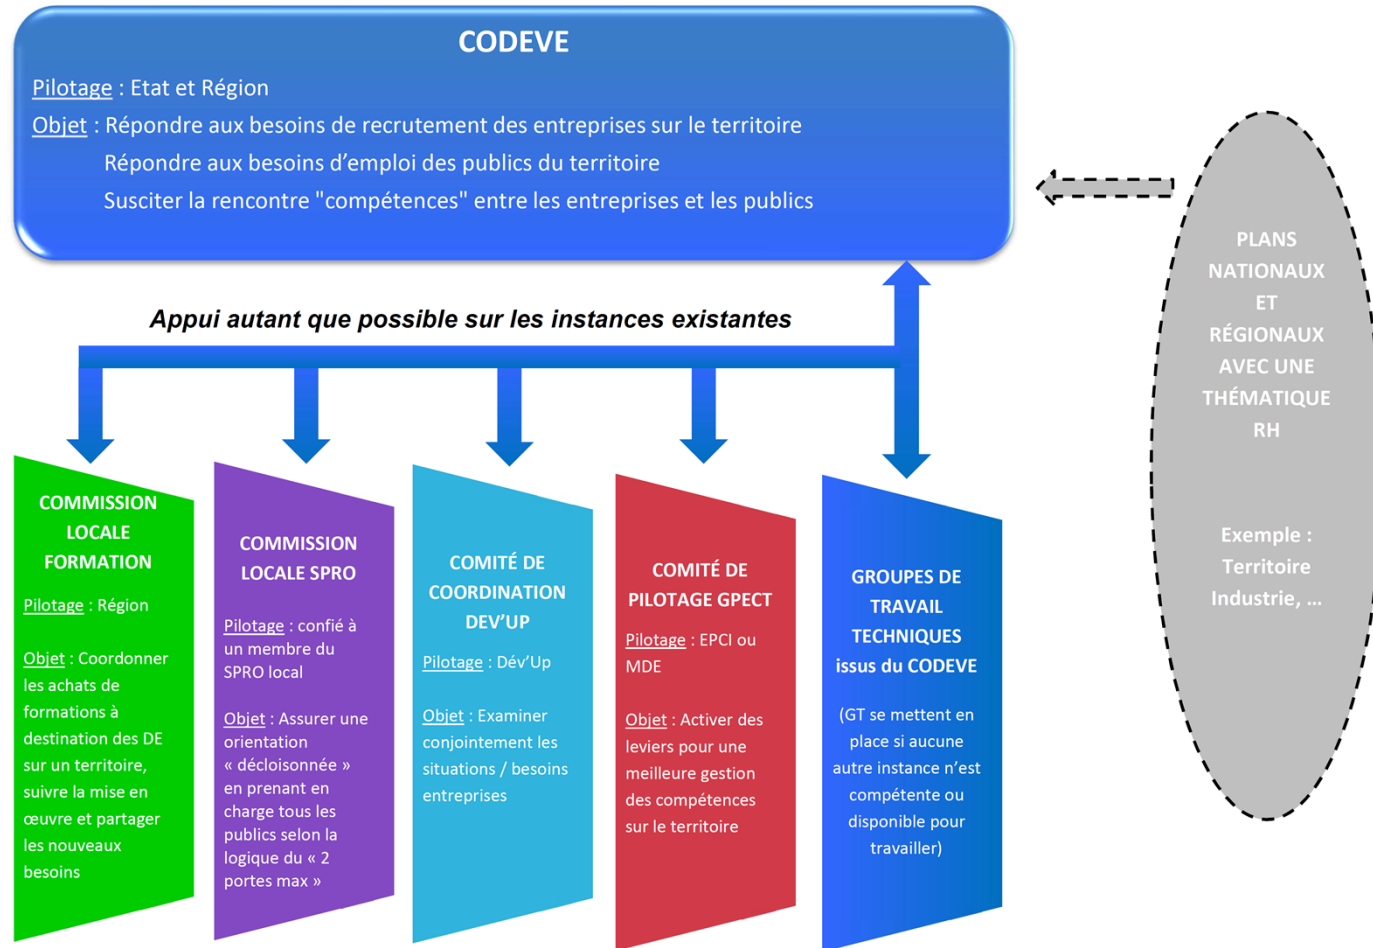 CODEVE
Pilotage : Etat et Région
Objet : Répondre aux besoins de recrutement des entreprises sur le territoire
Répondre aux besoins d’emploi des publics du territoire
Susciter la rencontre "compétences" entre les entreprises et les publics
Appui autant que possible sur les instances existantes
COMMISSION
LOCALE
FORMATION
Pilotage : Région
Objet : Coordonner
les achats de
formations à
destination des DE
sur un territoire,
suivre la mise en
œuvre et partager
les nouveaux
besoins
COMMISSION
LOCALE SPRO
Pilotage : confié à
un membre du
SPRO local
Objet : Assurer une
orientation
« décloisonnée »
en prenant en
charge tous les
publics selon la
logique du « 2
portes max »
COMITÉ DE
COORDINATION
DEV’UP
Pilotage : Dév’Up
Objet : Examiner
conjointement les
situations / besoins
entreprises
COMITÉ DE
PILOTAGE GPECT
Pilotage : EPCI ou
MDE
Objet : Activer des
leviers pour une
meilleure gestion
des compétences
sur le territoire
GROUPES DE
TRAVAIL
TECHNIQUES
issus du CODEVE
(GT se mettent en
place si aucune
autre instance n’est
compétente ou
disponible pour
travailler)
PLANS
NATIONAUX
ET
RÉGIONAUX
AVEC UNE
THÉMATIQUE
RH
Exemple :
Territoire
Industrie, ...